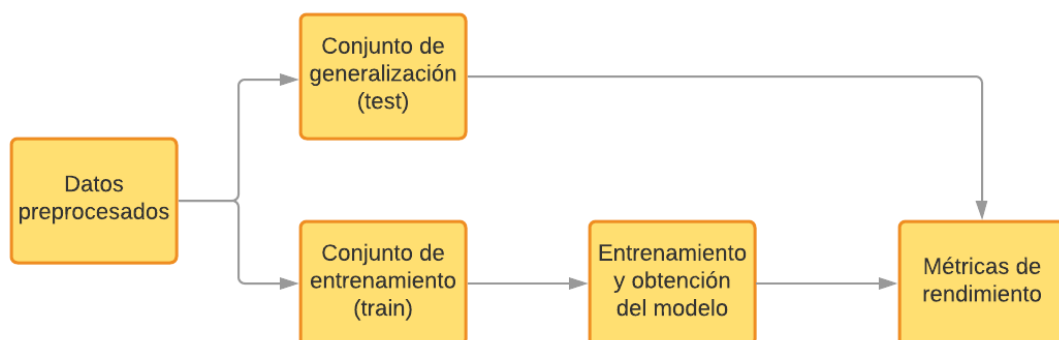 Conjunto de
generalización
(test)
Datos
preprocesados
Conjunto de
entrenamiento
(train)
Entrenamiento
y obtención
del modelo
Métricas de
rendimiento